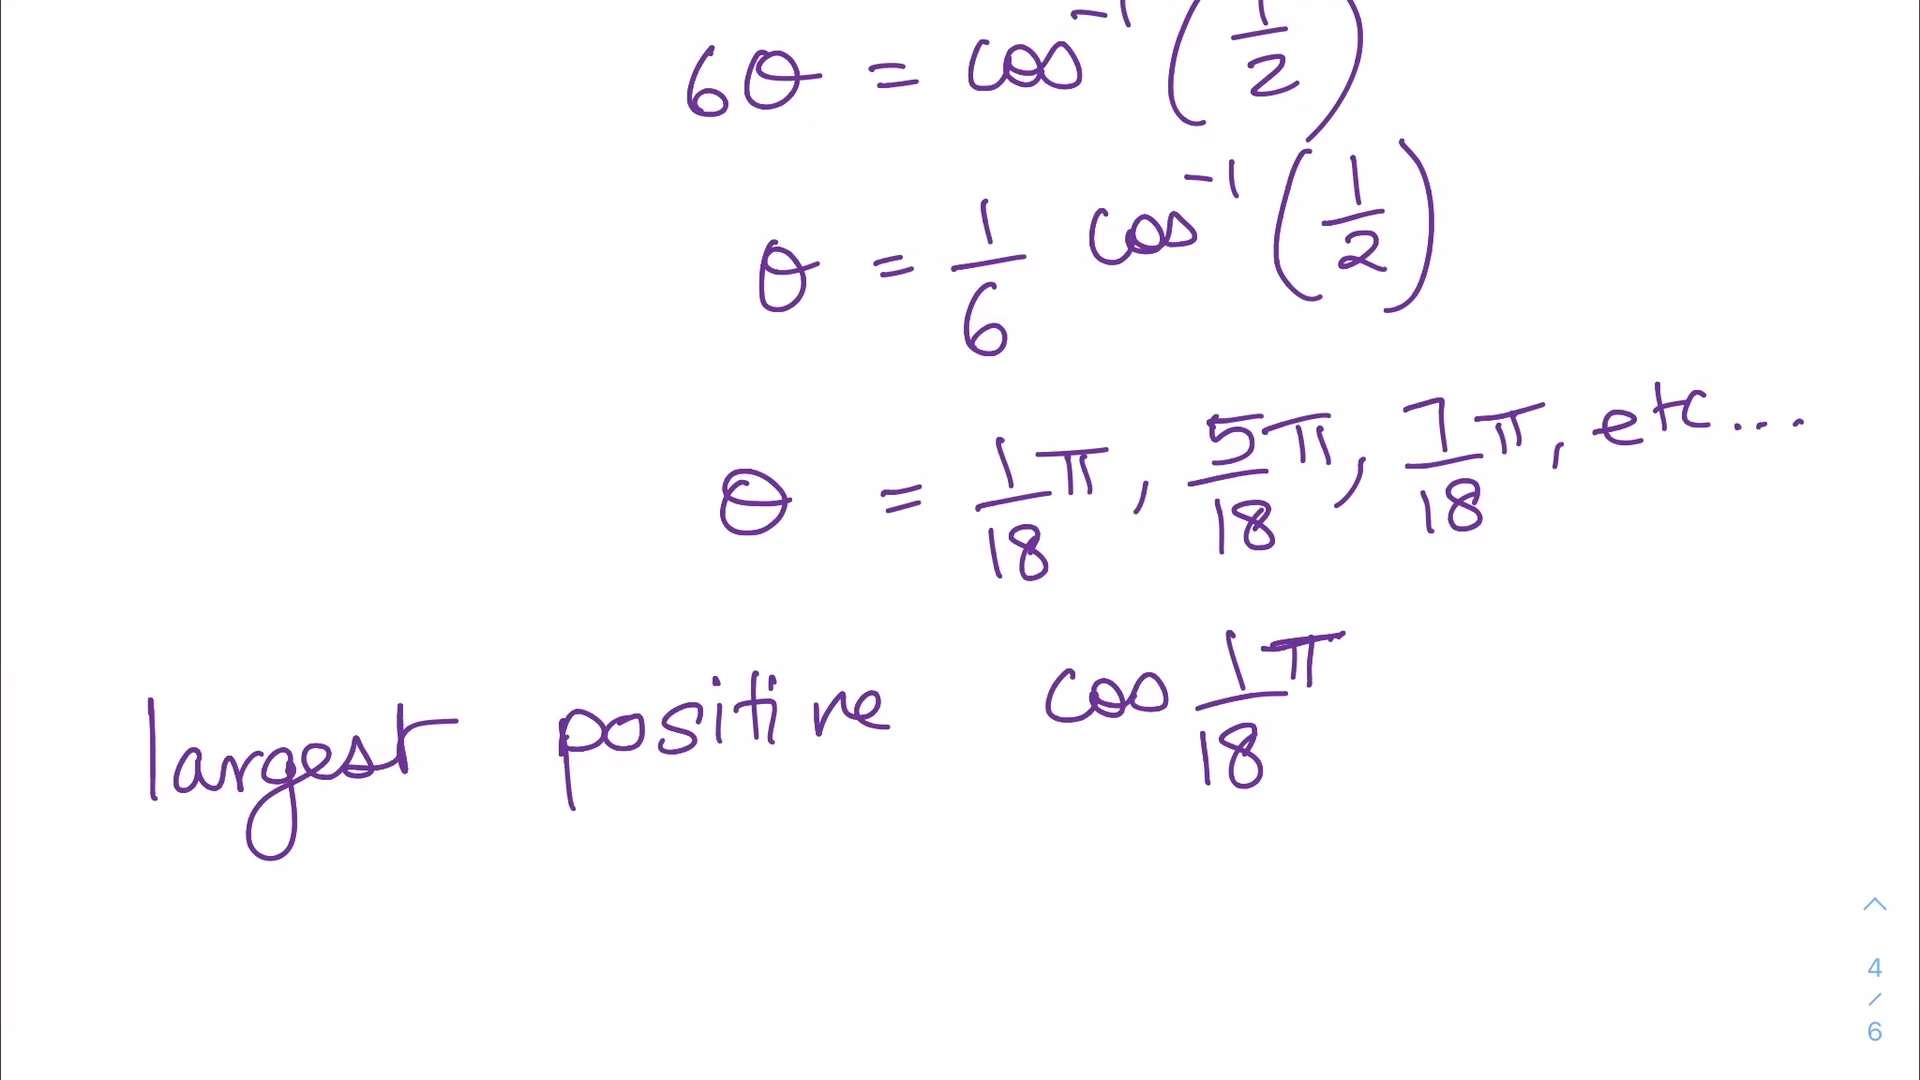 6θ = cos⁻¹ (1/2)
θ = 1/6 cos⁻¹ (1/2)
θ = 1/18 π, 5/18 π, 7/18 π, etc...
largest positive cos 1/18 π
^
4
/
6